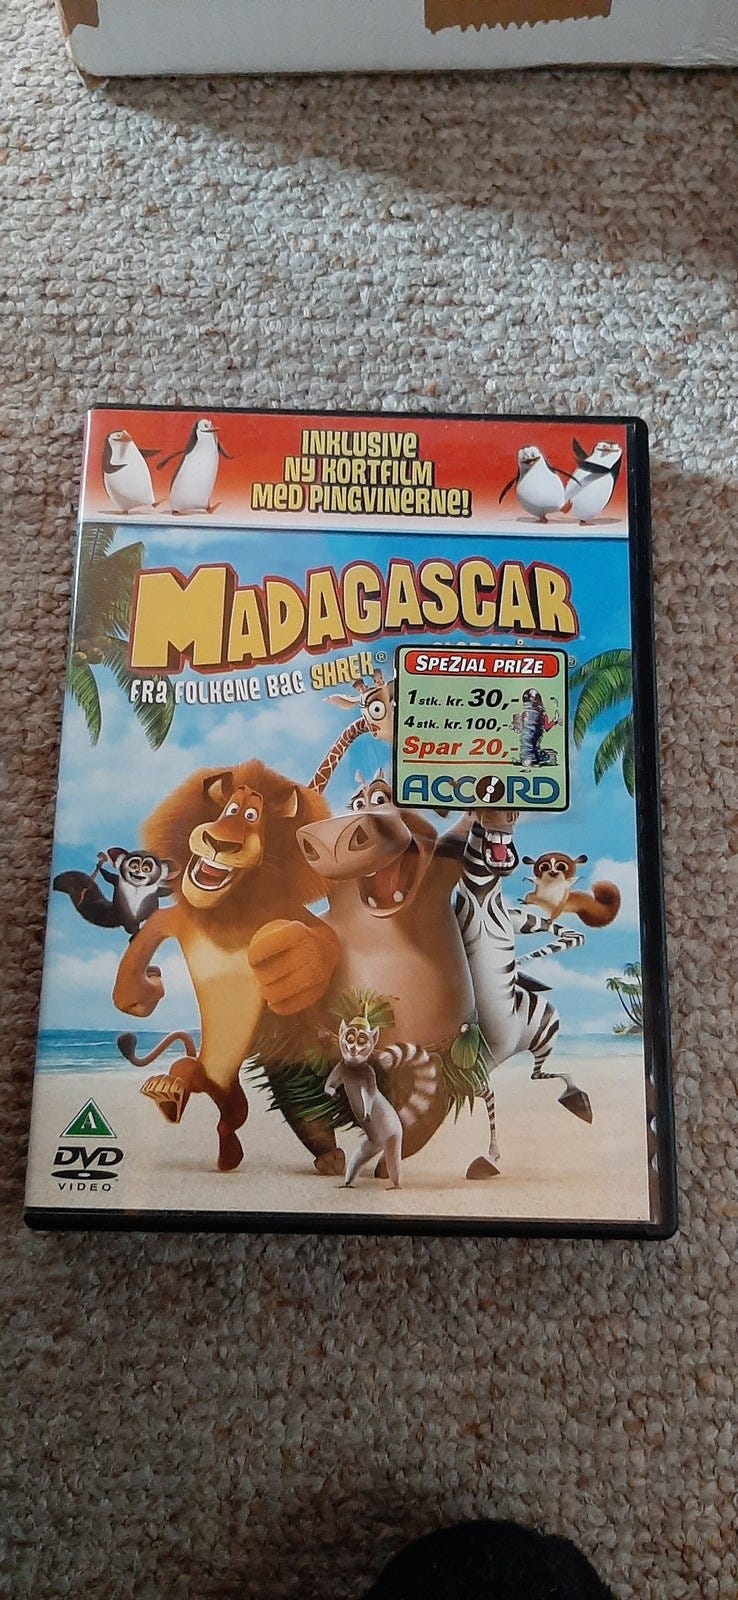 INKLUSIVE
NY KORTFILM
MED PINGVINERNE!
MADAGASCAR
FRA FOLKENE BAG SHREK®
SPEZIAL PRIZE
1 stk. kr. 30,-
4 stk. kr. 100,-
Spar 20,-
ACCORD
A
DVD
VIDEO